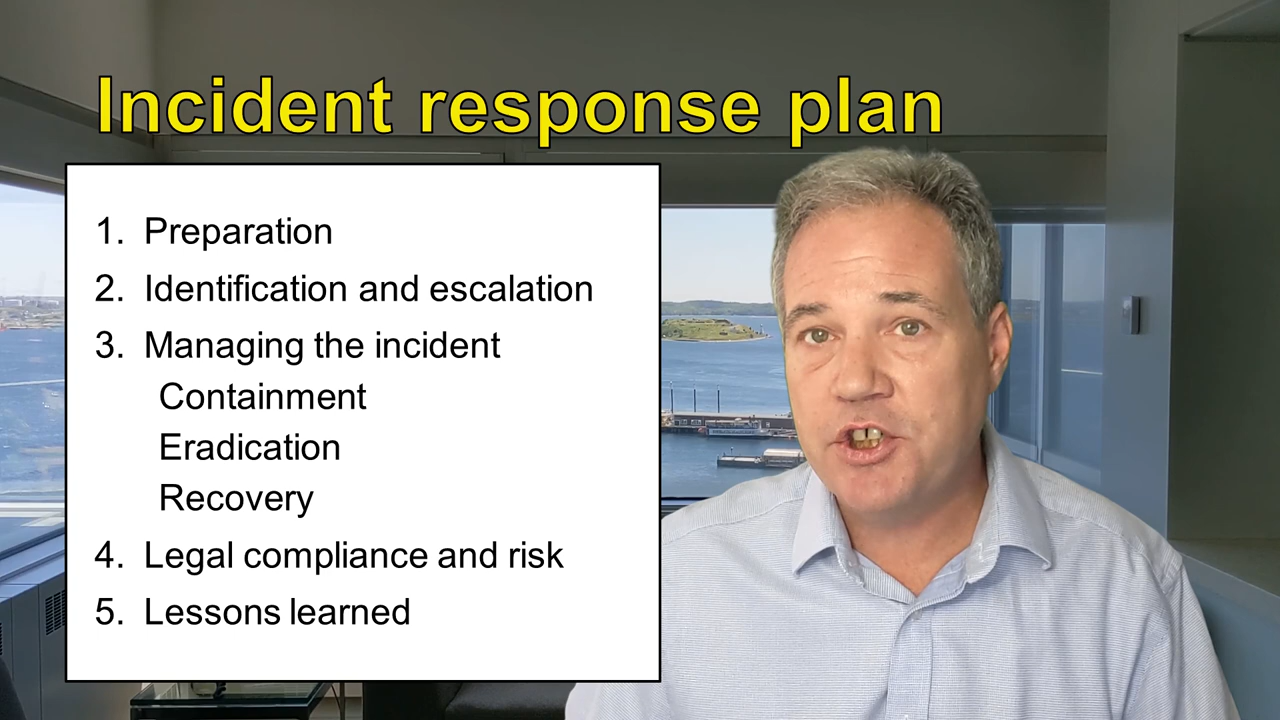 Incident response plan
1. Preparation
2. Identification and escalation
3. Managing the incident
Containment
Eradication
Recovery
4. Legal compliance and risk
5. Lessons learned